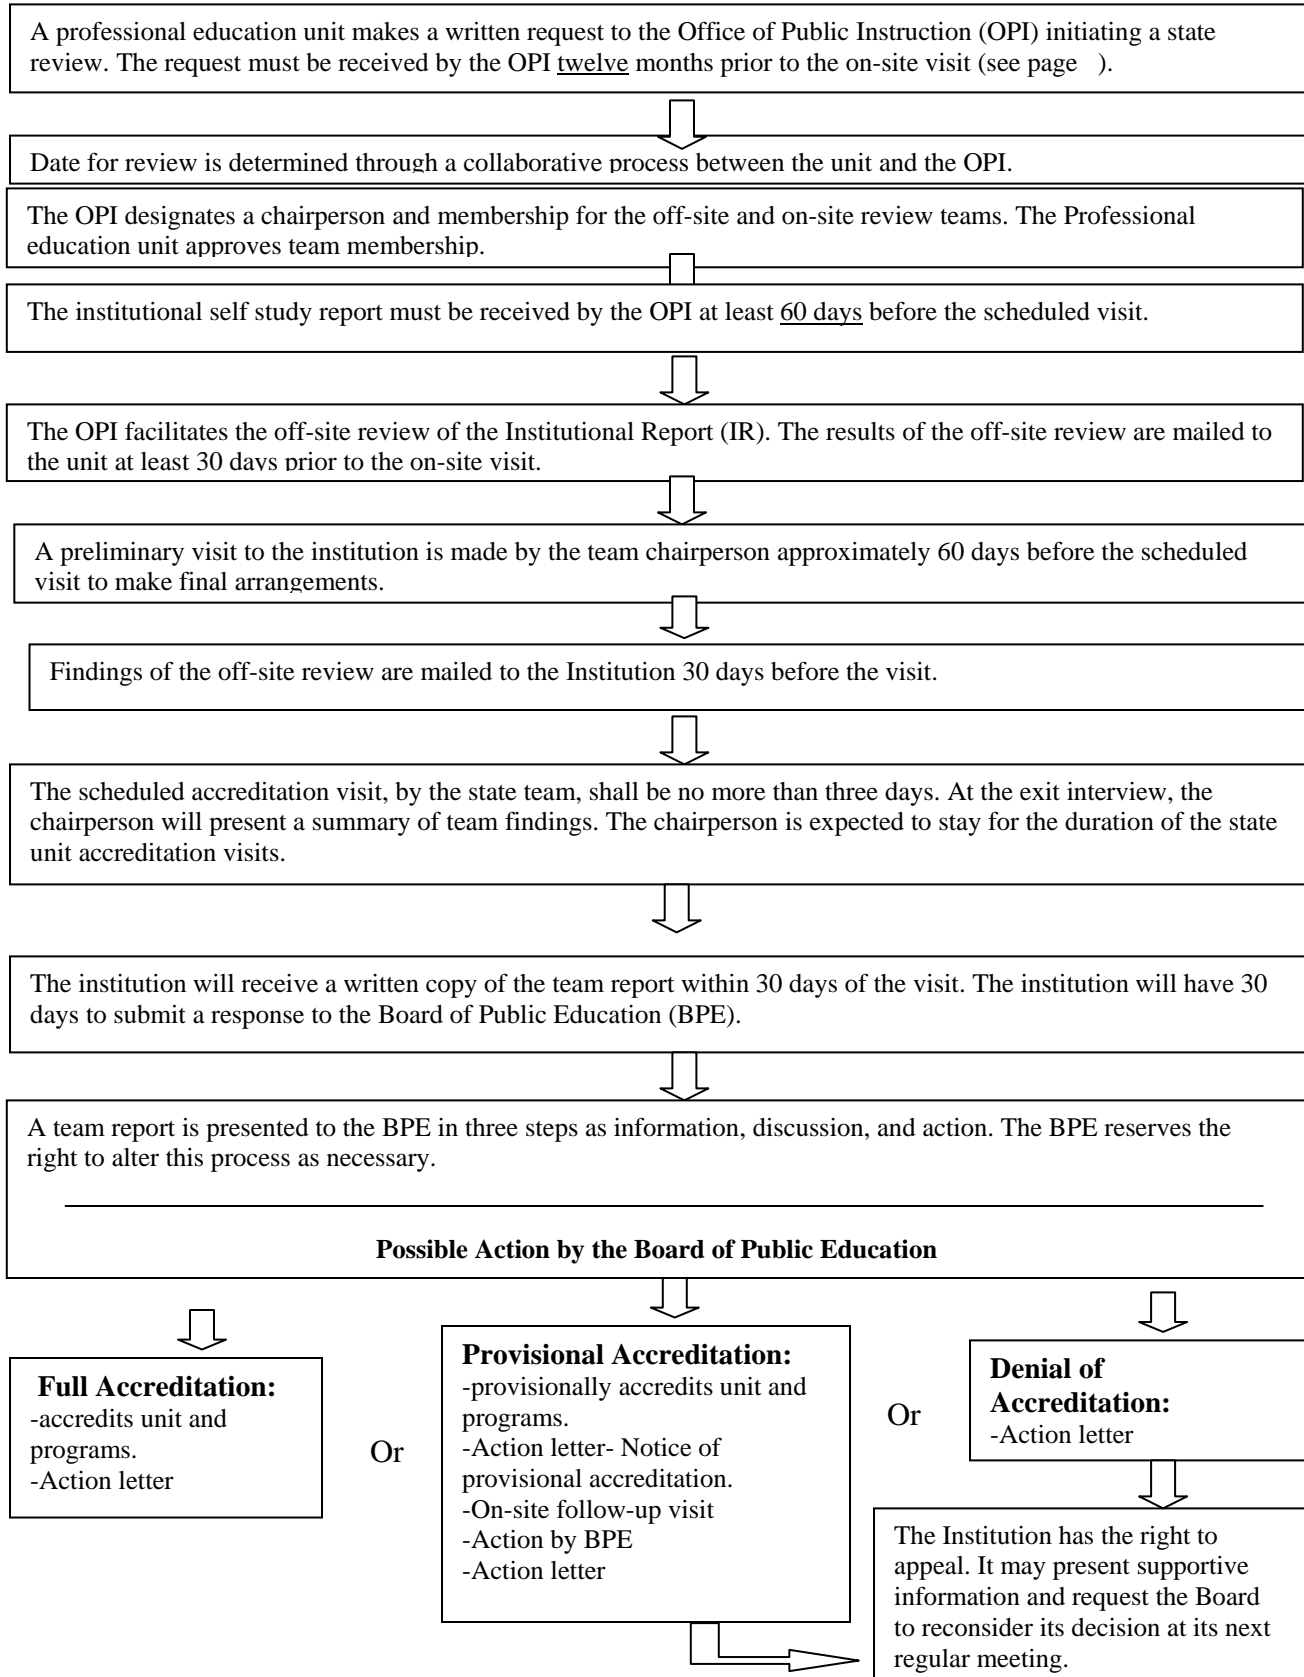 A professional education unit makes a written request to the Office of Public Instruction (OPI) initiating a state
review. The request must be received by the OPI twelve months prior to the on-site visit (see page   ).
Date for review is determined through a collaborative process between the unit and the OPI.
The OPI designates a chairperson and membership for the off-site and on-site review teams. The Professional
education unit approves team membership.
The institutional self study report must be received by the OPI at least 60 days before the scheduled visit.
The OPI facilitates the off-site review of the Institutional Report (IR). The results of the off-site review are mailed to
the unit at least 30 days prior to the on-site visit.
A preliminary visit to the institution is made by the team chairperson approximately 60 days before the scheduled
visit to make final arrangements.
Findings of the off-site review are mailed to the Institution 30 days before the visit.
The scheduled accreditation visit, by the state team, shall be no more than three days. At the exit interview, the
chairperson will present a summary of team findings. The chairperson is expected to stay for the duration of the state
unit accreditation visits.
The institution will receive a written copy of the team report within 30 days of the visit. The institution will have 30
days to submit a response to the Board of Public Education (BPE).
A team report is presented to the BPE in three steps as information, discussion, and action. The BPE reserves the
right to alter this process as necessary.
Possible Action by the Board of Public Education
Full Accreditation:
-accredits unit and
programs.
-Action letter
Or
Provisional Accreditation:
-provisionally accredits unit and
programs.
-Action letter- Notice of
provisional accreditation.
-On-site follow-up visit
-Action by BPE
-Action letter
Or
Denial of
Accreditation:
-Action letter
The Institution has the right to
appeal. It may present supportive
information and request the Board
to reconsider its decision at its next
regular meeting.